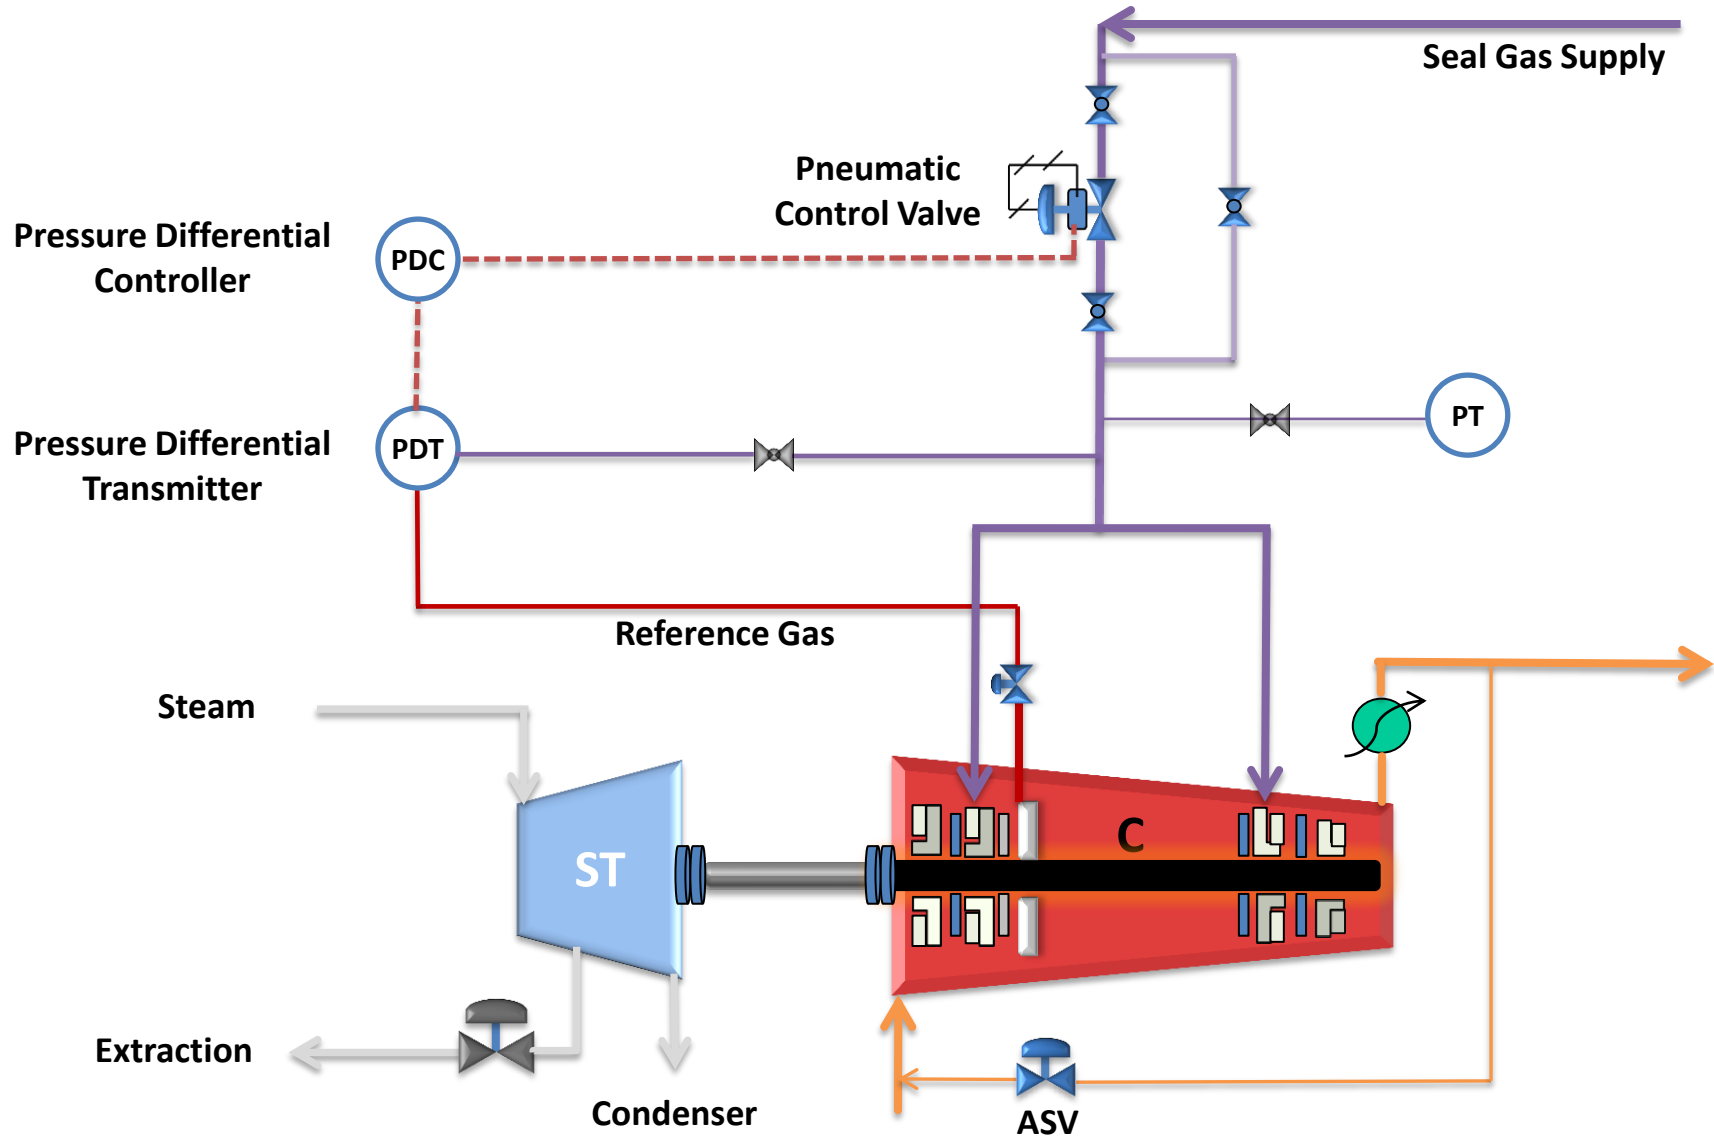 Seal Gas Supply
Pneumatic
Control Valve
Pressure Differential
Controller
PDC
PT
Pressure Differential
Transmitter
PDT
Reference Gas
Steam
C
ST
Extraction
Condenser
ASV